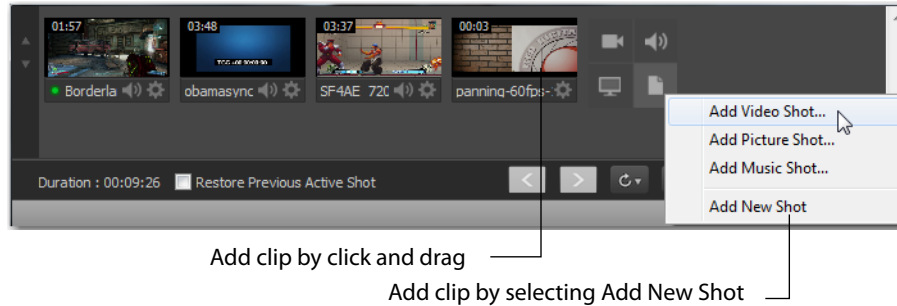 01:57 03:48 03:37 00:03
Borderla obamasync SF4AE_720 panning-60fps-
Add Video Shot...
Add Picture Shot...
Add Music Shot...
Add New Shot
Duration : 00:09:26 Restore Previous Active Shot
Add clip by click and drag
Add clip by selecting Add New Shot